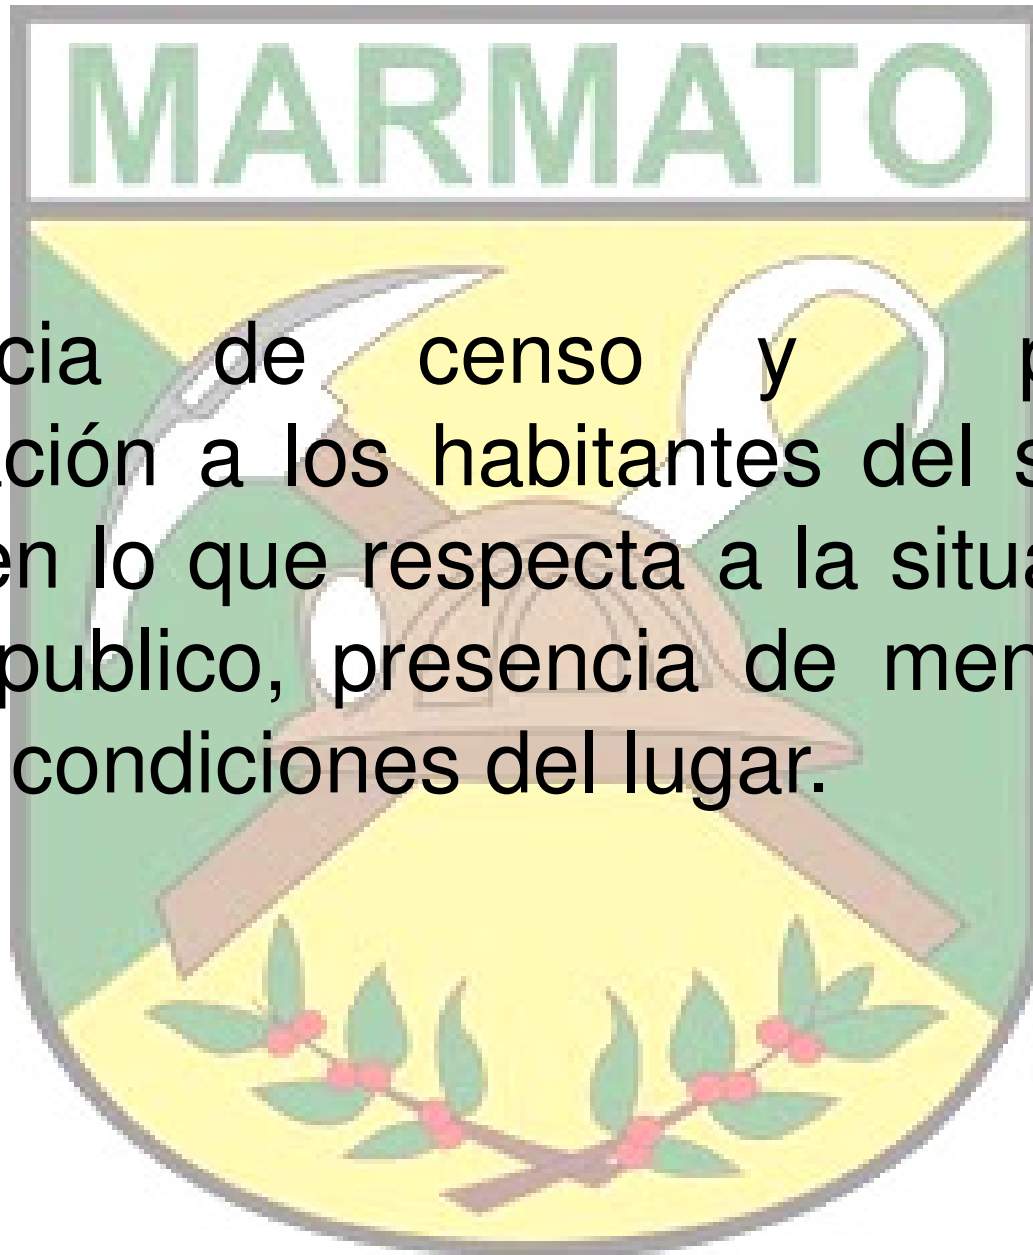 MARMATO
cia de censo y p
ación a los habitantes del s
en lo que respecta a la situa
publico, presencia de men
condiciones del lugar.